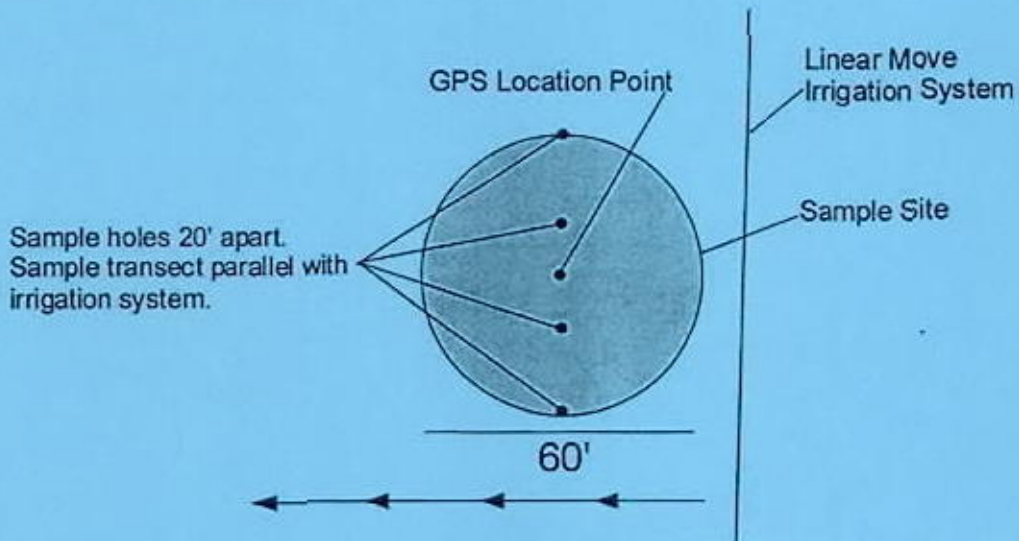 GPS Location Point
Linear Move
Irrigation System
Sample Site
Sample holes 20' apart.
Sample transect parallel with
irrigation system.
60'